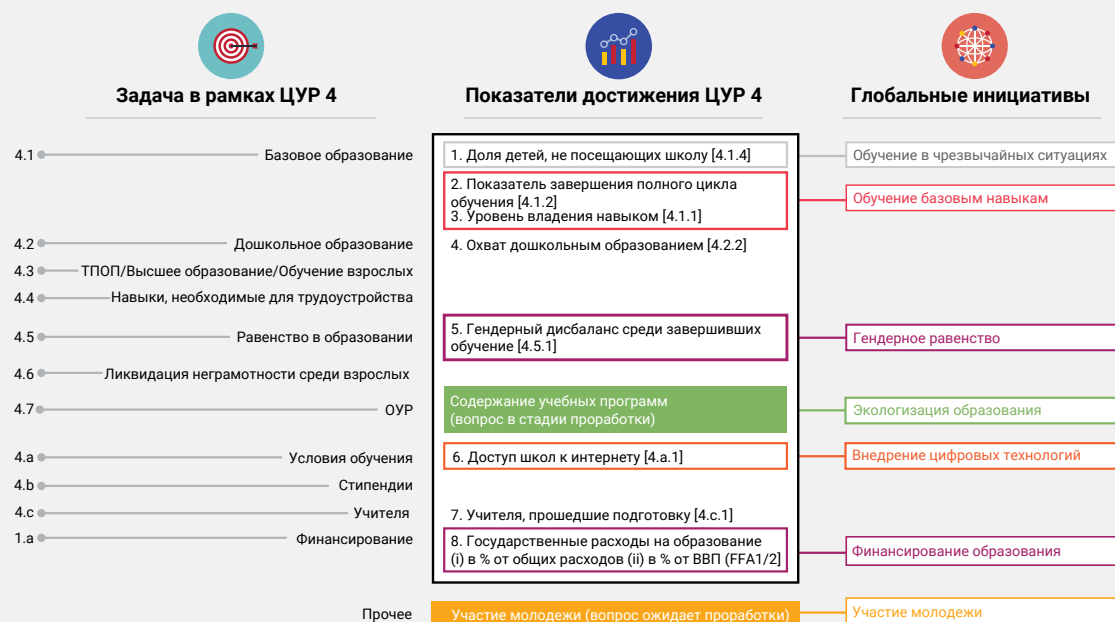 Задача в рамках ЦУР 4
Показатели достижения ЦУР 4
Глобальные инициативы
4.1 Базовое образование
1. Доля детей, не посещающих школу [4.1.4]
Обучение в чрезвычайных ситуациях
2. Показатель завершения полного цикла
обучения [4.1.2]
3. Уровень владения навыком [4.1.1]
Обучение базовым навыкам
4.2 Дошкольное образование
4. Охват дошкольным образованием [4.2.2]
4.3 ТПОП/Высшее образование/Обучение взрослых
4.4 Навыки, необходимые для трудоустройства
4.5 Равенство в образовании
5. Гендерный дисбаланс среди завершивших
обучение [4.5.1]
Гендерное равенство
4.6 Ликвидация неграмотности среди взрослых
4.7 ОУР
Содержание учебных программ
(вопрос в стадии проработки)
Экологизация образования
4.a Условия обучения
6. Доступ школ к интернету [4.a.1]
Внедрение цифровых технологий
4.b Стипендии
4.c Учителя
7. Учителя, прошедшие подготовку [4.c.1]
1.a Финансирование
8. Государственные расходы на образование
(i) в % от общих расходов (ii) в % от ВВП (FFA1/2]
Финансирование образования
Прочее
Участие молодежи (вопрос ожидает проработки)
Участие молодежи